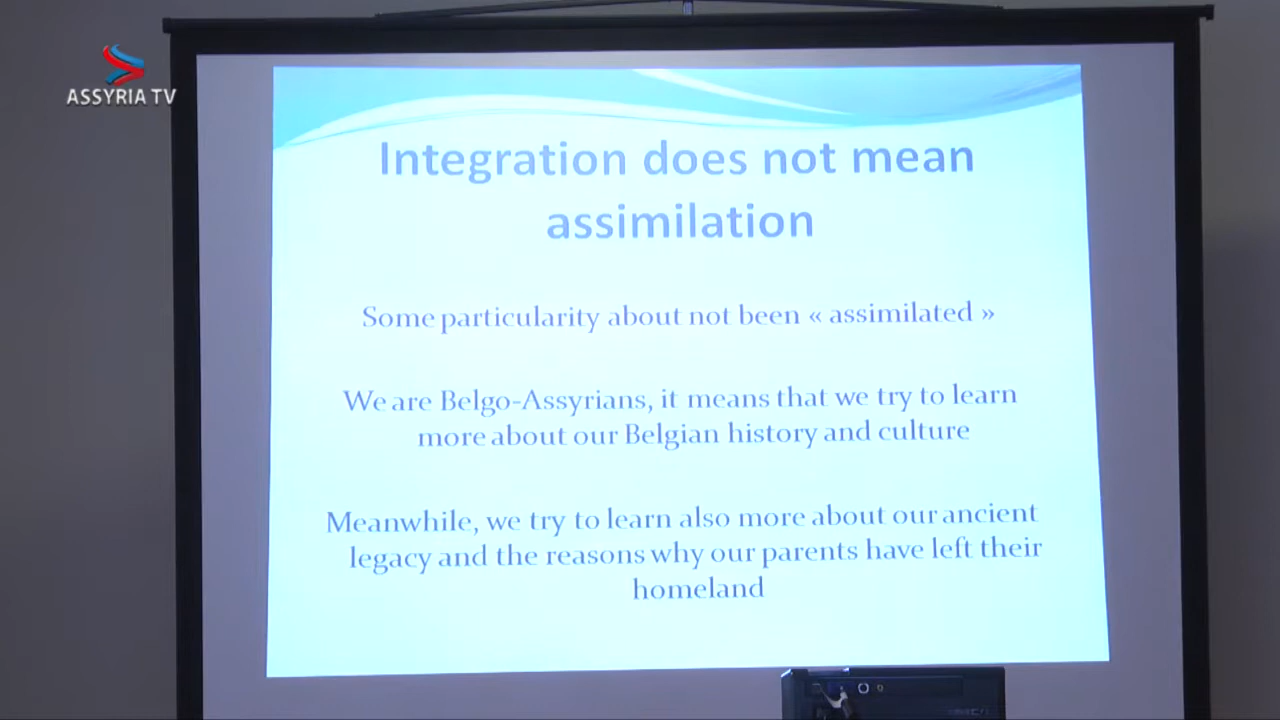 ASSYRIA TV
Integration does not mean
assimilation
Some particularity about not been « assimilated »
We are Belgo-Assyrians, it means that we try to learn
more about our Belgian history and culture
Meanwhile, we try to learn also more about our ancient
legacy and the reasons why our parents have left their
homeland